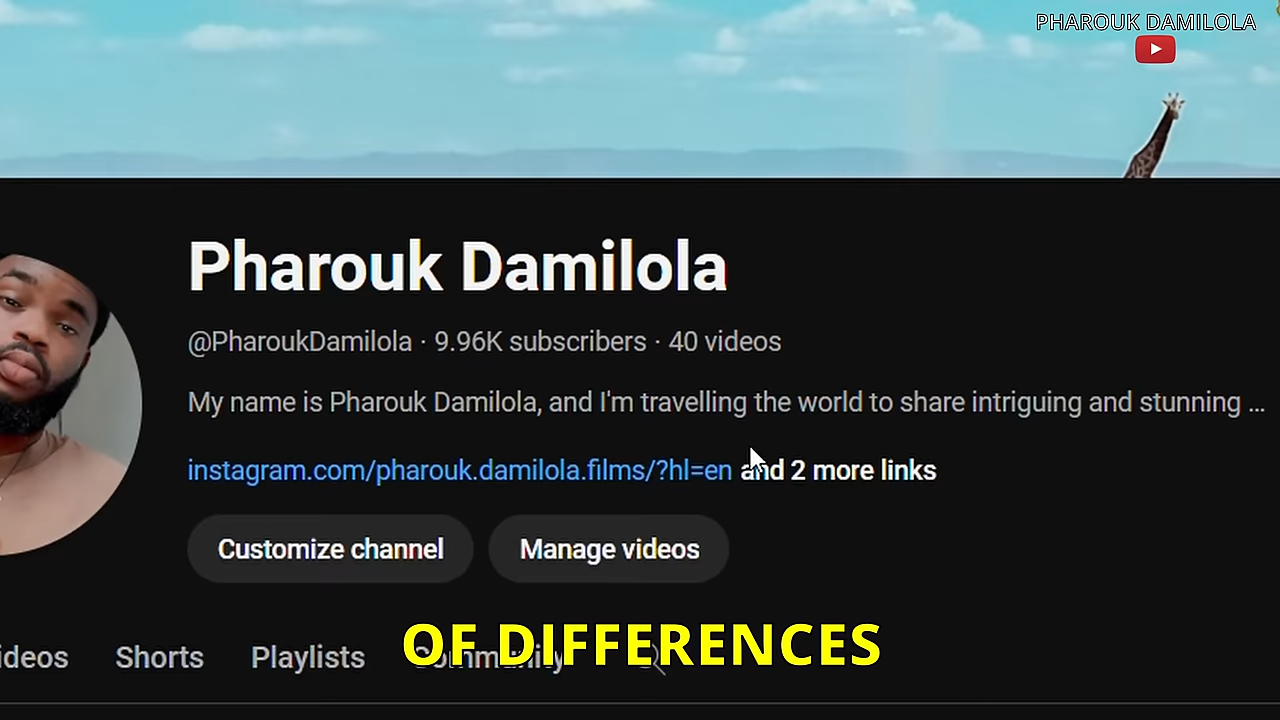 PHAROUK DAMILOLA
Pharouk Damilola
@PharoukDamilola · 9.96K subscribers · 40 videos
My name is Pharouk Damilola, and I'm travelling the world to share intriguing and stunning ...
instagram.com/pharouk.damilola.films/?hl=en and 2 more links
Customize channel Manage videos
ideos Shorts Playlists Community
OF DIFFERENCES